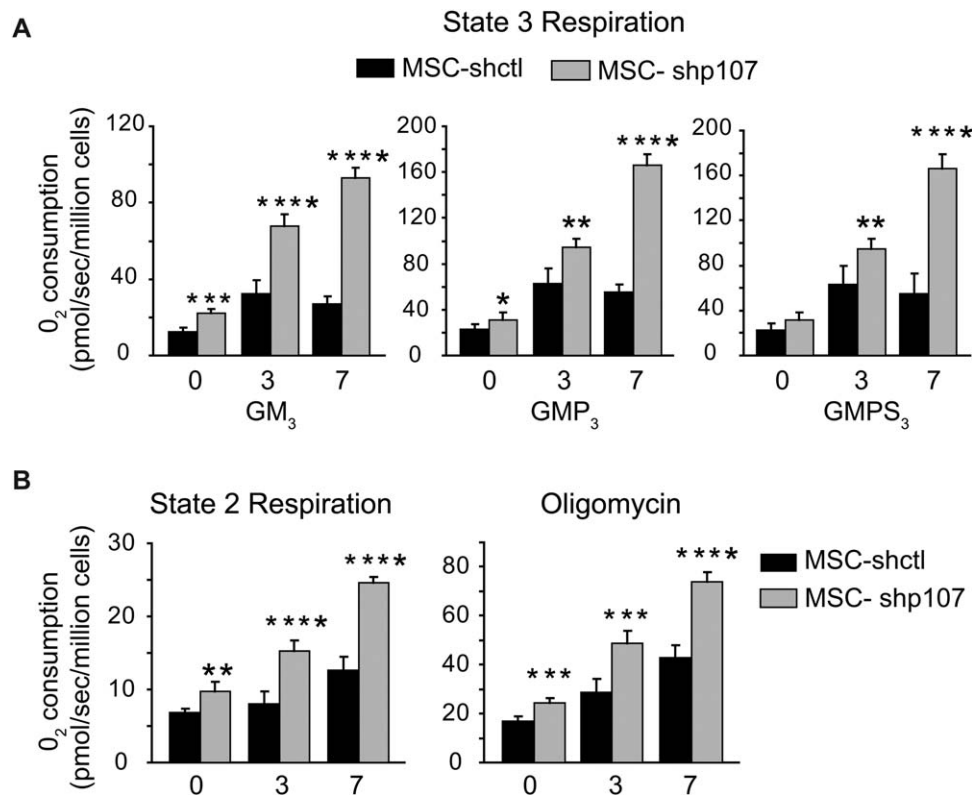 A
State 3 Respiration
MSC-shctl MSC- shp107
0₂ consumption
(pmol/sec/million cells)
120
80
40
0
*** **** ****
0 3 7
GM₃
200
160
120
80
40
0
* ** ****
0 3 7
GMP₃
200
160
120
80
40
0
** ****
0 3 7
GMPS₃
B
State 2 Respiration
0₂ consumption
(pmol/sec/million cells)
30
20
10
0
** **** ****
0 3 7
Oligomycin
80
60
40
20
0
*** *** ****
0 3 7
MSC-shctl
MSC- shp107